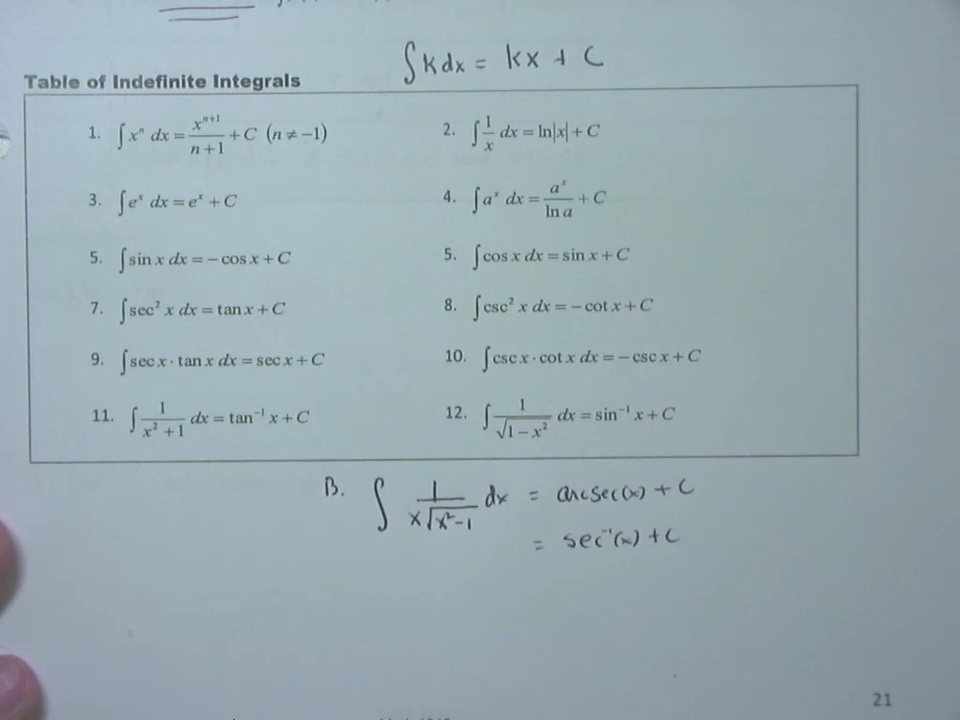 ∫ k dx = kx + C
Table of Indefinite Integrals
1. ∫ xⁿ dx = xⁿ⁺¹/(n+1) + C (n ≠ −1)
2. ∫ 1/x dx = ln|x| + C
3. ∫ eˣ dx = eˣ + C
4. ∫ aˣ dx = aˣ/ln a + C
5. ∫ sin x dx = − cos x + C
5. ∫ cos x dx = sin x + C
7. ∫ sec² x dx = tan x + C
8. ∫ csc² x dx = − cot x + C
9. ∫ sec x · tan x dx = sec x + C
10. ∫ csc x · cot x dx = − csc x + C
11. ∫ 1/(x² + 1) dx = tan⁻¹ x + C
12. ∫ 1/√(1 − x²) dx = sin⁻¹ x + C
13. ∫ 1/(x√(x²−1)) dx = arcsec(x) + C
= sec⁻¹(x) + C
21